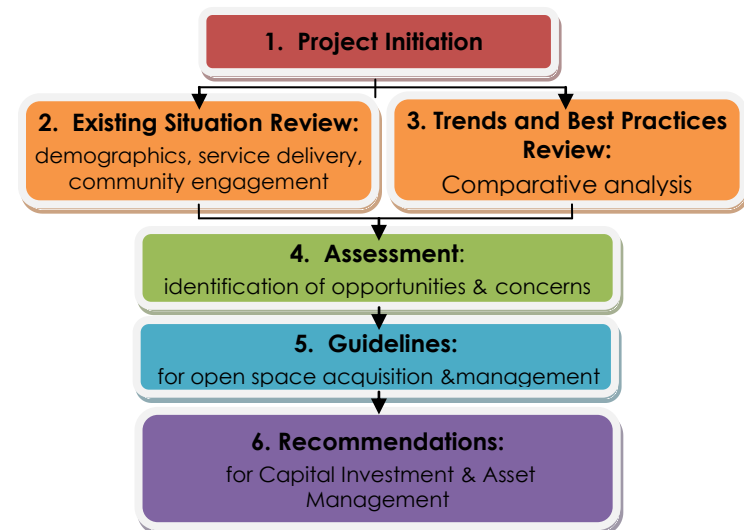 1. Project Initiation
2. Existing Situation Review:
demographics, service delivery,
community engagement
3. Trends and Best Practices
Review:
Comparative analysis
4. Assessment:
identification of opportunities & concerns
5. Guidelines:
for open space acquisition &management
6. Recommendations:
for Capital Investment & Asset
Management